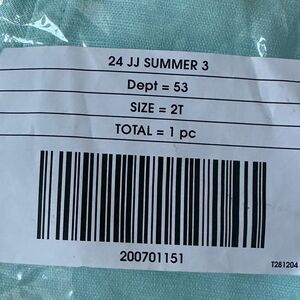 24 JJ SUMMER 3
Dept = 53
SIZE = 2T
TOTAL = 1 pc
200701151
T281204